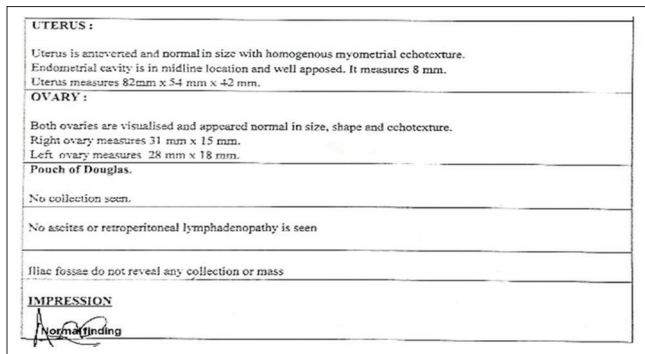 UTERUS :
Uterus is anteverted and normal in size with homogenous myometrial echotexture.
Endometrial cavity is in midline location and well apposed. It measures 8 mm.
Uterus measures 82mm x 54 mm x 42 mm.
OVARY :
Both ovaries are visualised and appeared normal in size, shape and echotexture.
Right ovary measures 31 mm x 15 mm.
Left ovary measures 28 mm x 18 mm.
Pouch of Douglas.
No collection seen.
No ascites or retroperitoneal lymphadenopathy is seen
Iliac fossae do not reveal any collection or mass
IMPRESSION
Normal finding